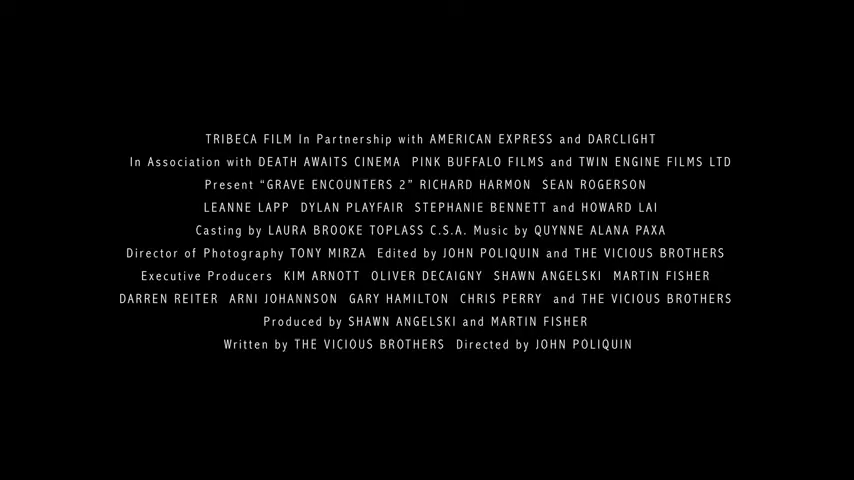 TRIBECA FILM In Partnership with AMERICAN EXPRESS and DARCLIGHT
In Association with DEATH AWAITS CINEMA PINK BUFFALO FILMS and TWIN ENGINE FILMS LTD
Present “GRAVE ENCOUNTERS 2” RICHARD HARMON SEAN ROGERSON
LEANNE LAPP DYLAN PLAYFAIR STEPHANIE BENNETT and HOWARD LAI
Casting by LAURA BROOKE TOPLASS C.S.A. Music by QUYNNE ALANA PAXA
Director of Photography TONY MIRZA Edited by JOHN POLIQUIN and THE VICIOUS BROTHERS
Executive Producers KIM ARNOTT OLIVER DECAIGNY SHAWN ANGELSKI MARTIN FISHER
DARREN REITER ARNI JOHANNSON GARY HAMILTON CHRIS PERRY and THE VICIOUS BROTHERS
Produced by SHAWN ANGELSKI and MARTIN FISHER
Written by THE VICIOUS BROTHERS Directed by JOHN POLIQUIN